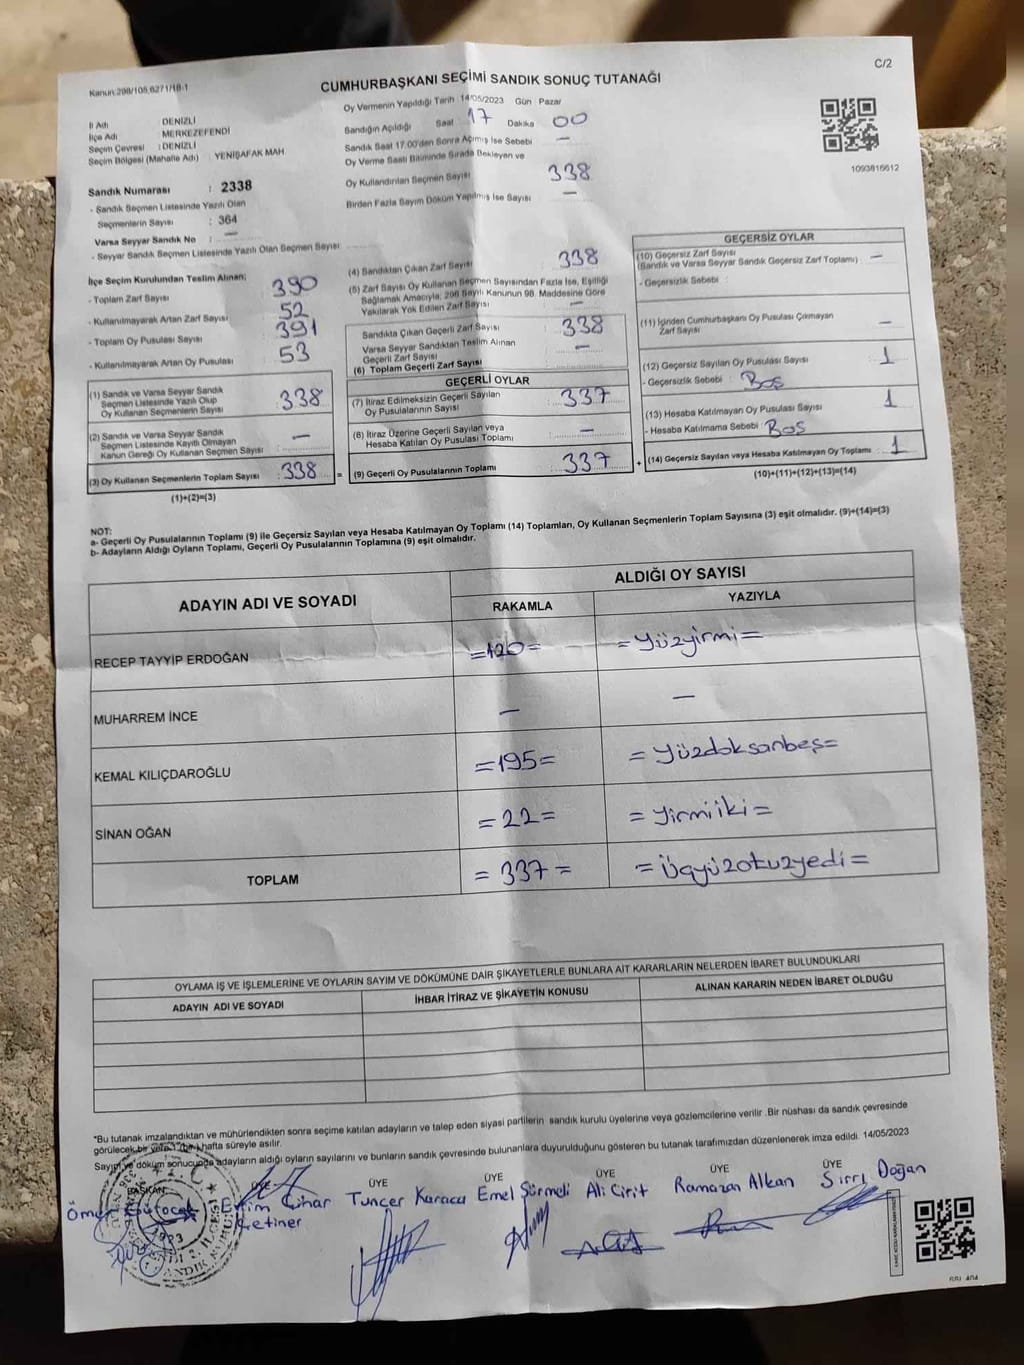 Kanun:298/105,6271/18-1
C/2
CUMHURBAŞKANI SEÇİMİ SANDIK SONUÇ TUTANAĞI
Oy Vermenin Yapıldığı Tarih 14/05/2023 Gün Pazar
İl Adı DENİZLİ
İlçe Adı MERKEZEFENDİ
Seçim Çevresi : DENİZLİ
Seçim Bölgesi (Mahalle Adı) YENİŞAFAK MAH.
Sandığın Açıldığı Saat 17 Dakika 00
Sandık Saat 17.00'den Sonra Açmış İse Sebebi —
Oy Verme Saati Bitiminde Sırada Bekleyen ve
Oy Kullandırılan Seçmen Sayısı 338
Birden Fazla Sayım Döküm Yapılmış İse Sayısı —
1093816612
Sandık Numarası : 2338
- Sandık Seçmen Listesinde Yazılı Olan
Seçmenlerin Sayısı : 364
Varsa Seyyar Sandık No : —
- Seyyar Sandık Seçmen Listesinde Yazılı Olan Seçmen Sayısı
İlçe Seçim Kurulundan Teslim Alınan:
- Toplam Zarf Sayısı 390
- Kullanılmayarak Artan Zarf Sayısı 52
- Toplam Oy Pusulası Sayısı 391
- Kullanılmayarak Artan Oy Pusulası 53
(1) Sandık ve Varsa Seyyar Sandık
Seçmen Listesinde Yazılı Olup
Oy Kullanan Seçmenlerin Sayısı : 338
(2) Sandık ve Varsa Seyyar Sandık
Seçmen Listesinde Kayıtlı Olmayan
Kanun Gereği Oy Kullanan Seçmen Sayısı : —
(3) Oy Kullanan Seçmenlerin Toplam Sayısı : 338 =
(1)+(2)=(3)
(4) Sandıktan Çıkan Zarf Sayısı 338
(5) Zarf Sayısı Oy Kullanan Seçmen Sayısından Fazla İse, Eşitliği
Sağlamak Amacıyla; 298 Sayılı Kanunun 98. Maddesine Göre
Yakılarak Yok Edilen Zarf Sayısı —
Sandıkta Çıkan Geçerli Zarf Sayısı 338
Varsa Seyyar Sandıktan Teslim Alınan
Geçerli Zarf Sayısı —
(6) Toplam Geçerli Zarf Sayısı
GEÇERLİ OYLAR
(7) İtiraz Edilmeksizin Geçerli Sayılan
Oy Pusulalarının Sayısı : 337
(8) İtiraz Üzerine Geçerli Sayılan veya
Hesaba Katılan Oy Pusulası Toplamı : —
(9) Geçerli Oy Pusulalarının Toplamı : 337 +
GEÇERSİZ OYLAR
(10) Geçersiz Zarf Sayısı
(Sandık ve Varsa Seyyar Sandık Geçersiz Zarf Toplamı) —
- Geçersizlik Sebebi :
(11) İçinden Cumhurbaşkanı Oy Pusulası Çıkmayan
Zarf Sayısı —
(12) Geçersiz Sayılan Oy Pusulası Sayısı 1
- Geçersizlik Sebebi : Boş
(13) Hesaba Katılmayan Oy Pusulası Sayısı 1
- Hesaba Katılmama Sebebi : Boş
(14) Geçersiz Sayılan veya Hesaba Katılmayan Oy Toplamı : 1
(10)+(11)+(12)+(13)=(14)
NOT:
a- Geçerli Oy Pusulalarının Toplamı (9) ile Geçersiz Sayılan veya Hesaba Katılmayan Oy Toplamı (14) Toplamları, Oy Kullanan Seçmenlerin Toplam Sayısına (3) eşit olmalıdır. (9)+(14)=(3)
b- Adayların Aldığı Oyların Toplamı, Geçerli Oy Pusulalarının Toplamına (9) eşit olmalıdır.
ADAYIN ADI VE SOYADI ALDIĞI OY SAYISI
RAKAMLA YAZIYLA
RECEP TAYYİP ERDOĞAN =120= =Yüzyirmi=
MUHARREM İNCE — —
KEMAL KILIÇDAROĞLU =195= =Yüzdoksanbeş=
SİNAN OĞAN =22= =Yirmiiki=
TOPLAM =337= =Üçyüzotuzyedi=
OYLAMA İŞ VE İŞLEMLERİNE VE OYLARIN SAYIM VE DÖKÜMÜNE DAİR ŞİKAYETLERLE BUNLARA AİT KARARLARIN NELERDEN İBARET BULUNDUKLARI
ADAYIN ADI VE SOYADI İHBAR İTİRAZ VE ŞİKAYETİN KONUSU ALINAN KARARIN NEDEN İBARET OLDUĞU
*Bu tutanak imzalandıktan ve mühürlendikten sonra seçime katılan adayların ve talep eden siyasi partilerin sandık kurulu üyelerine veya gözlemcilerine verilir .Bir nüshası da sandık çevresinde
görülecek bir yere 1 (bir) hafta süreyle asılır.
Sayım ve döküm sonucunda adayların aldığı oyların sayılarını ve bunların sandık çevresinde bulunanlara duyurulduğunu gösteren bu tutanak tarafımızdan düzenlenerek imza edildi. 14/05/2023
BAŞKAN ÜYE ÜYE ÜYE ÜYE ÜYE ÜYE
Ömer Cihar Tuncer Karaca Emel Sürmeli Ali Cirit Ramazan Alkan Sırrı Doğan
Çetiner